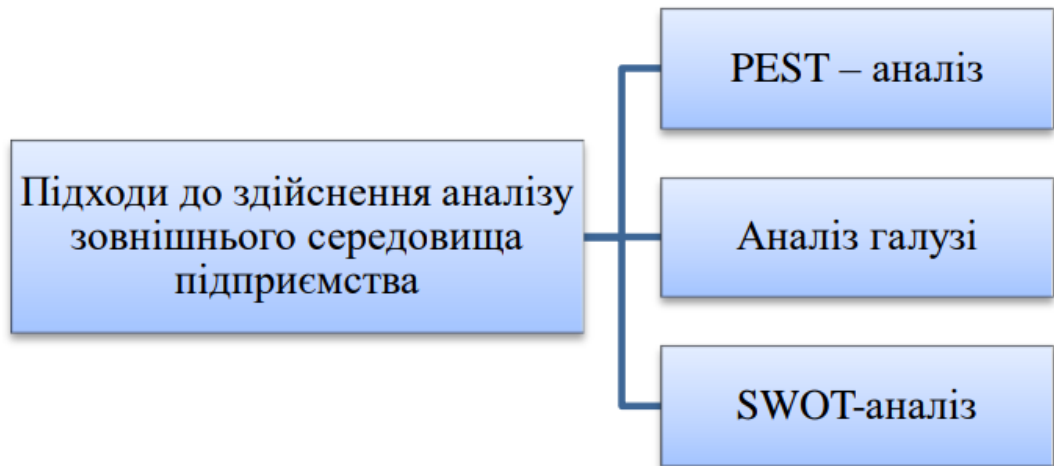 Підходи до здійснення аналізу
зовнішнього середовища
підприємства
PEST – аналіз
Аналіз галузі
SWOT-аналіз